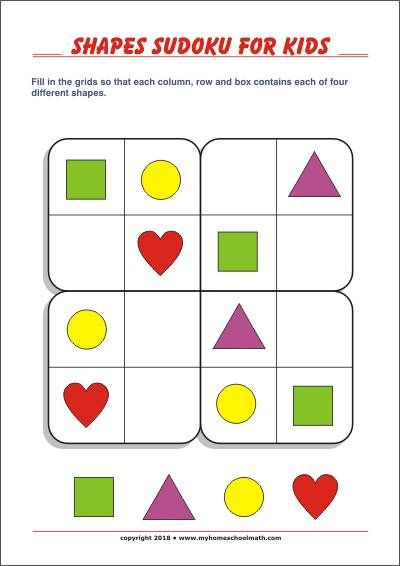 SHAPES SUDOKU FOR KIDS
Fill in the grids so that each column, row and box contains each of four
different shapes.
copyright 2018 • www.myhomeschoolmath.com